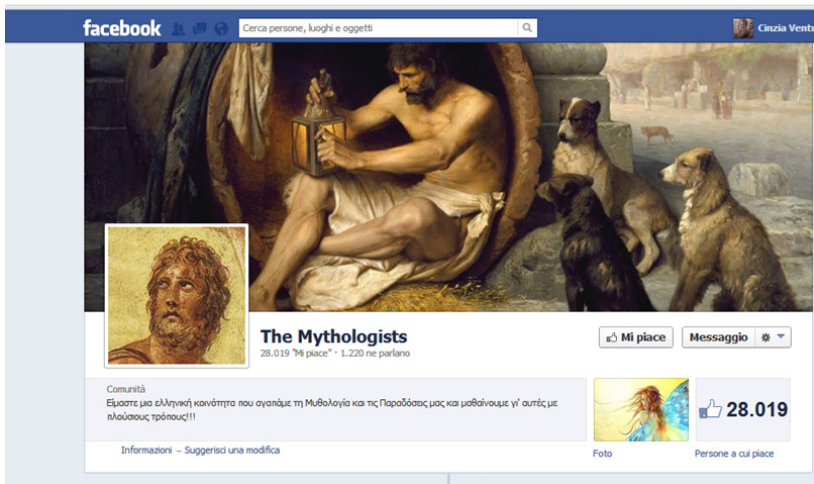 facebook
Cerca persone, luoghi e oggetti
Cinzia Ventu
The Mythologists
28.019 "Mi piace" · 1.220 ne parlano
Mi piace
Messaggio
Comunità
Είμαστε μια ελληνική κοινότητα που αγαπάμε τη Μυθολογία και τις Παραδόσεις μας και μαθαίνουμε γι' αυτές με
πλούσιους τρόπους!!!
28.019
Informazioni – Suggerisci una modifica
Foto
Persone a cui piace